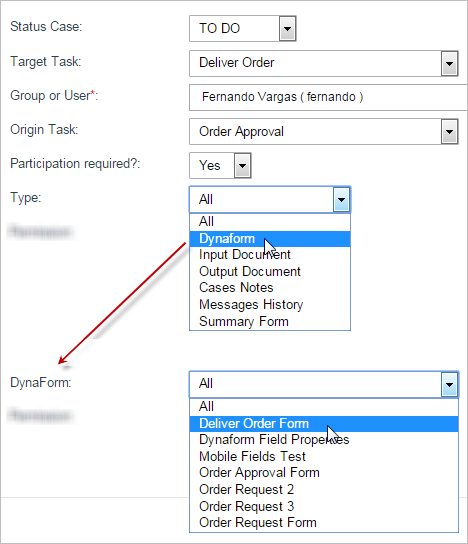 Status Case: TO DO
Target Task: Deliver Order
Group or User*: Fernando Vargas ( fernando )
Origin Task: Order Approval
Participation required?: Yes
Type: All
All
Dynaform
Input Document
Output Document
Cases Notes
Messages History
Summary Form
DynaForm: All
All
Deliver Order Form
Dynaform Field Properties
Mobile Fields Test
Order Approval Form
Order Request 2
Order Request 3
Order Request Form